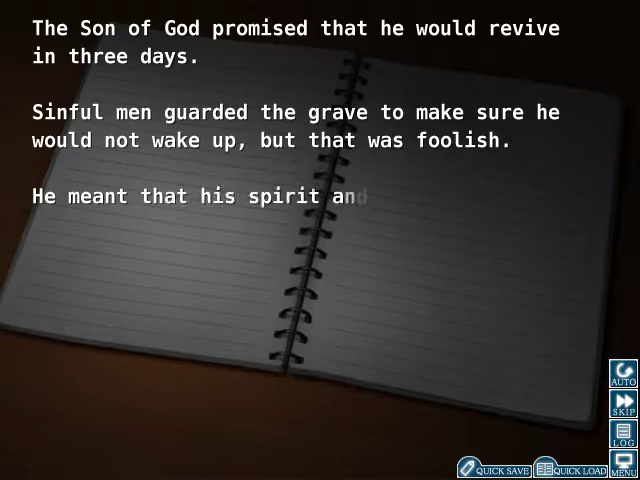 The Son of God promised that he would revive
in three days.
Sinful men guarded the grave to make sure he
would not wake up, but that was foolish.
He meant that his spirit and
AUTO
SKIP
LOG
MENU
QUICK SAVE
QUICK LOAD